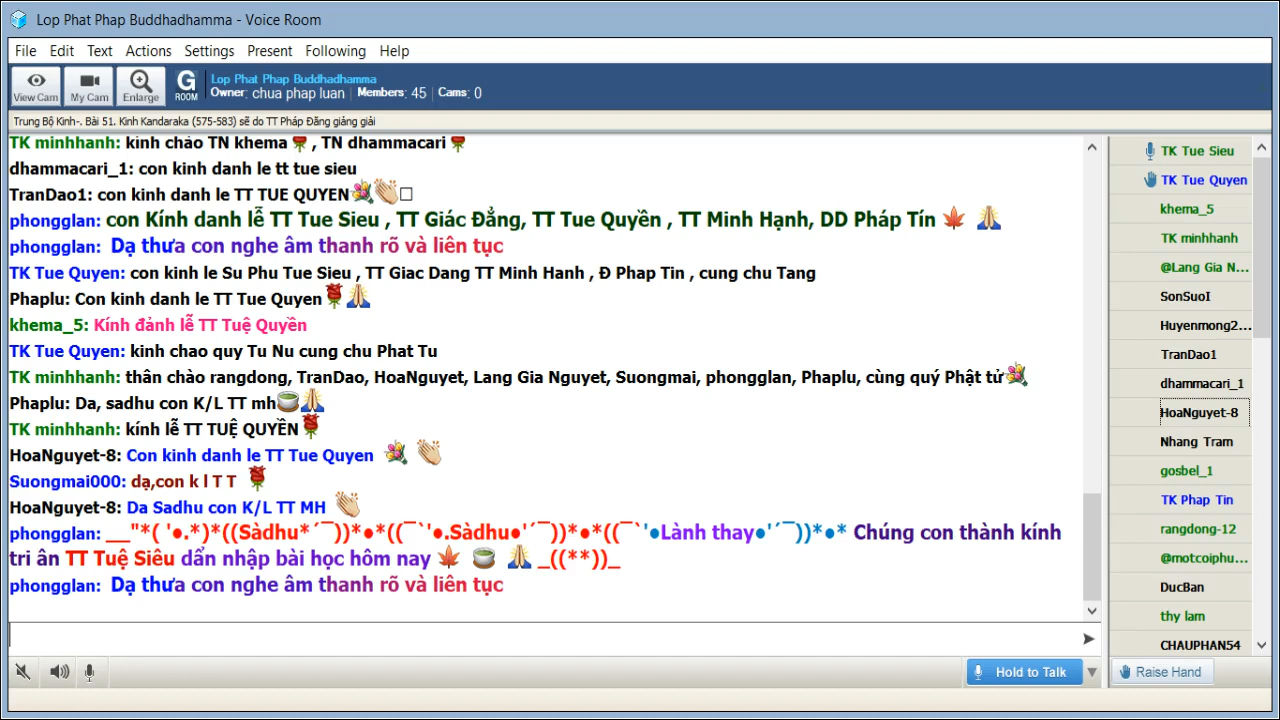 Lop Phat Phap Buddhadhamma - Voice Room
File Edit Text Actions Settings Present Following Help
View Cam My Cam Enlarge G ROOM
Lop Phat Phap Buddhadhamma
Owner: chua phap luan Members: 45 Cams: 0
Trung Bộ Kinh-. Bài 51. Kinh Kandaraka (575-583) sẽ do TT Pháp Đăng giảng giải
TK minhhanh: kính chào TN khema🌹, TN dhammacari🌹
dhammacari_1: con kinh danh le tt tue sieu
TranDao1: con kinh danh le TT TUE QUYEN💐👏□
phongglan: con Kính danh lễ TT Tue Sieu , TT Giác Đẳng, TT Tue Quyền , TT Minh Hạnh, DD Pháp Tín 🍁 🙏
phongglan: Dạ thưa con nghe âm thanh rõ và liên tục
TK Tue Quyen: con kinh le Su Phu Tue Sieu , TT Giac Dang TT Minh Hanh , Đ Phap Tin , cung chu Tang
Phaplu: Con kinh danh le TT Tue Quyen🌹🙏
khema_5: Kính đảnh lễ TT Tuệ Quyền
TK Tue Quyen: kinh chao quy Tu Nu cung chu Phat Tu
TK minhhanh: thân chào rangdong, TranDao, HoaNguyet, Lang Gia Nguyet, Suongmai, phongglan, Phaplu, cùng quý Phật tử💐
Phaplu: Da, sadhu con K/L TT mh🍵🙏
TK minhhanh: kính lễ TT TUỆ QUYỀN🌹
HoaNguyet-8: Con kinh danh le TT Tue Quyen 💐 👏
Suongmai000: dạ,con k l T T 🌹
HoaNguyet-8: Da Sadhu con K/L TT MH 👏
phongglan: __"*( '●.*)*((Sàdhu*´¯))*●*((¯`'●.Sàdhu●'´¯))*●*((¯`'●Lành thay●'´¯))*●* Chúng con thành kính
tri ân TT Tuệ Siêu dẩn nhập bài học hôm nay 🍁 🍵 🙏 _((**))_
phongglan: Dạ thưa con nghe âm thanh rõ và liên tục
TK Tue Sieu
TK Tue Quyen
khema_5
TK minhhanh
@Lang Gia N...
SonSuoI
Huyenmong2...
TranDao1
dhammacari_1
HoaNguyet-8
Nhang Tram
gosbel_1
TK Phap Tin
rangdong-12
@motcoiphu...
DucBan
thy lam
CHAUPHAN54
Hold to Talk
Raise Hand